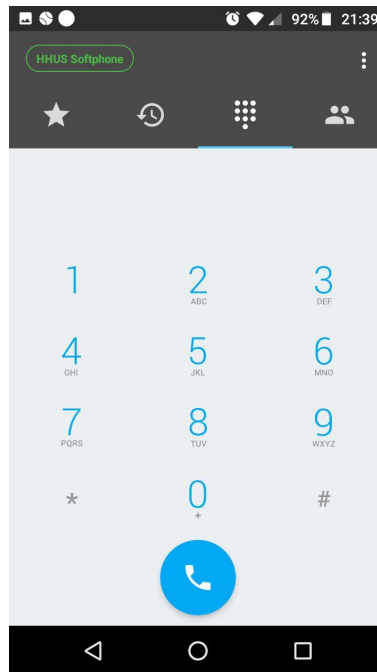 92% 21:39
HHUS Softphone
1 2 3
ABC DEF
4 5 6
GHI JKL MNO
7 8 9
PQRS TUV WXYZ
* 0 #
+